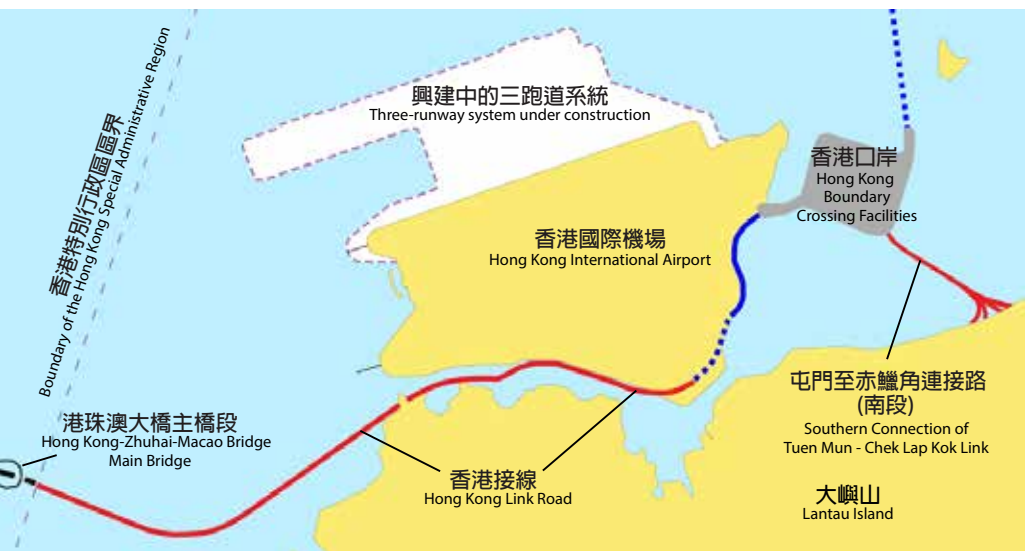 興建中的三跑道系統
Three-runway system under construction
香港口岸
Hong Kong
Boundary
Crossing Facilities
香港特別行政區區界
Boundary of the Hong Kong Special Administrative Region
香港國際機場
Hong Kong International Airport
屯門至赤鱲角連接路
(南段)
Southern Connection of
Tuen Mun - Chek Lap Kok Link
港珠澳大橋主橋段
Hong Kong-Zhuhai-Macao Bridge
Main Bridge
香港接線
Hong Kong Link Road
大嶼山
Lantau Island